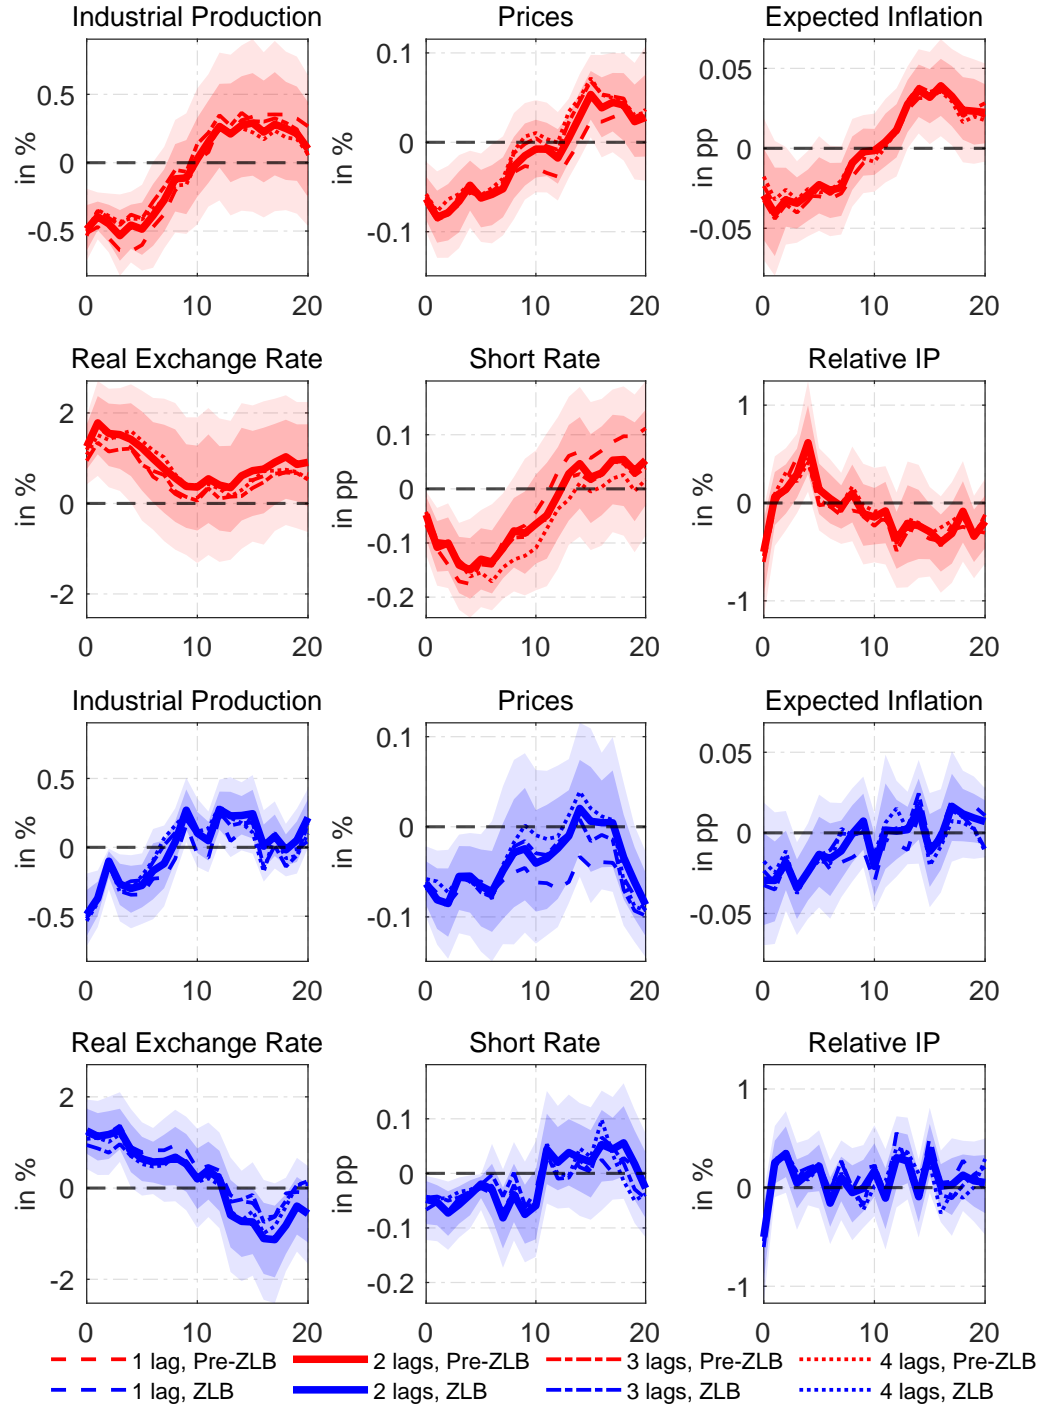 Industrial Production Prices Expected Inflation
in % 0.5 0 -0.5 0 10 20
in % 0.1 0 -0.1 0 10 20
in pp 0.05 0 -0.05 0 10 20
Real Exchange Rate Short Rate Relative IP
in % 2 0 -2 0 10 20
in pp 0.1 0 -0.1 -0.2 0 10 20
in % 1 0 -1 0 10 20
Industrial Production Prices Expected Inflation
in % 0.5 0 -0.5 0 10 20
in % 0.1 0 -0.1 0 10 20
in pp 0.05 0 -0.05 0 10 20
Real Exchange Rate Short Rate Relative IP
in % 2 0 -2 0 10 20
in pp 0.1 0 -0.1 -0.2 0 10 20
in % 1 0 -1 0 10 20
1 lag, Pre-ZLB 2 lags, Pre-ZLB 3 lags, Pre-ZLB 4 lags, Pre-ZLB
1 lag, ZLB 2 lags, ZLB 3 lags, ZLB 4 lags, ZLB